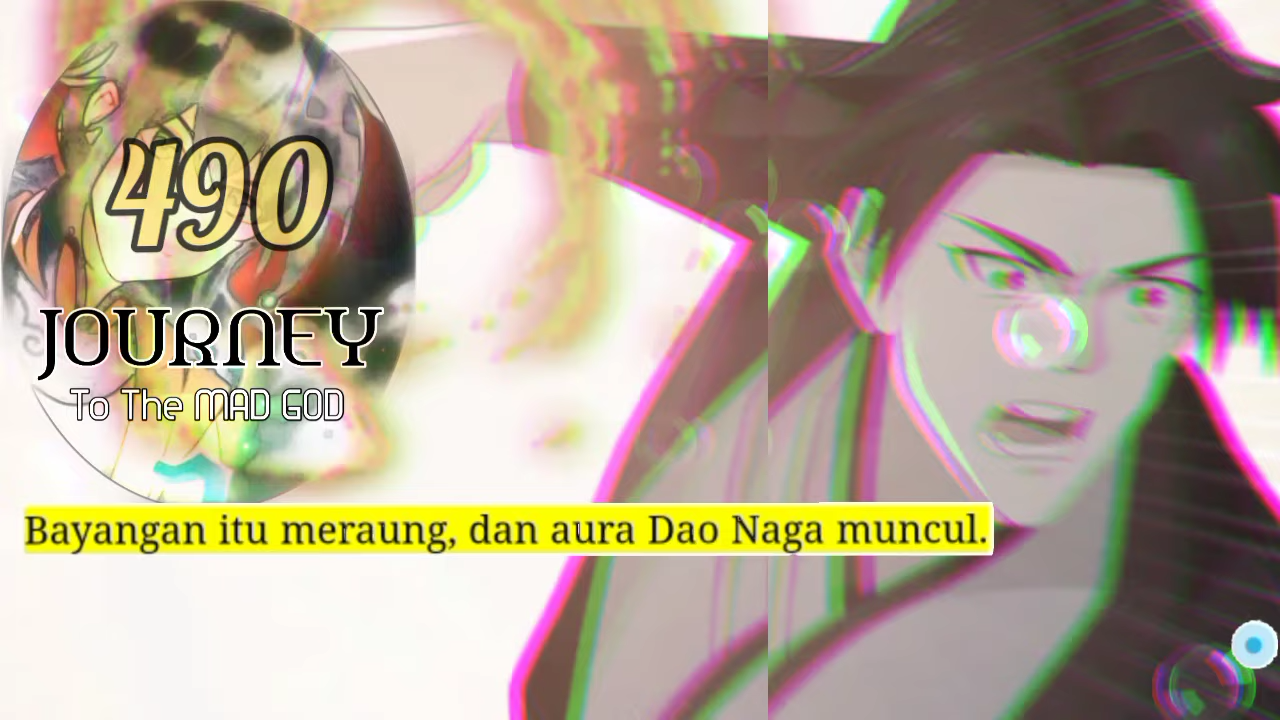 490
JOURNEY
To The MAD GOD
Bayangan itu meraung, dan aura Dao Naga muncul.